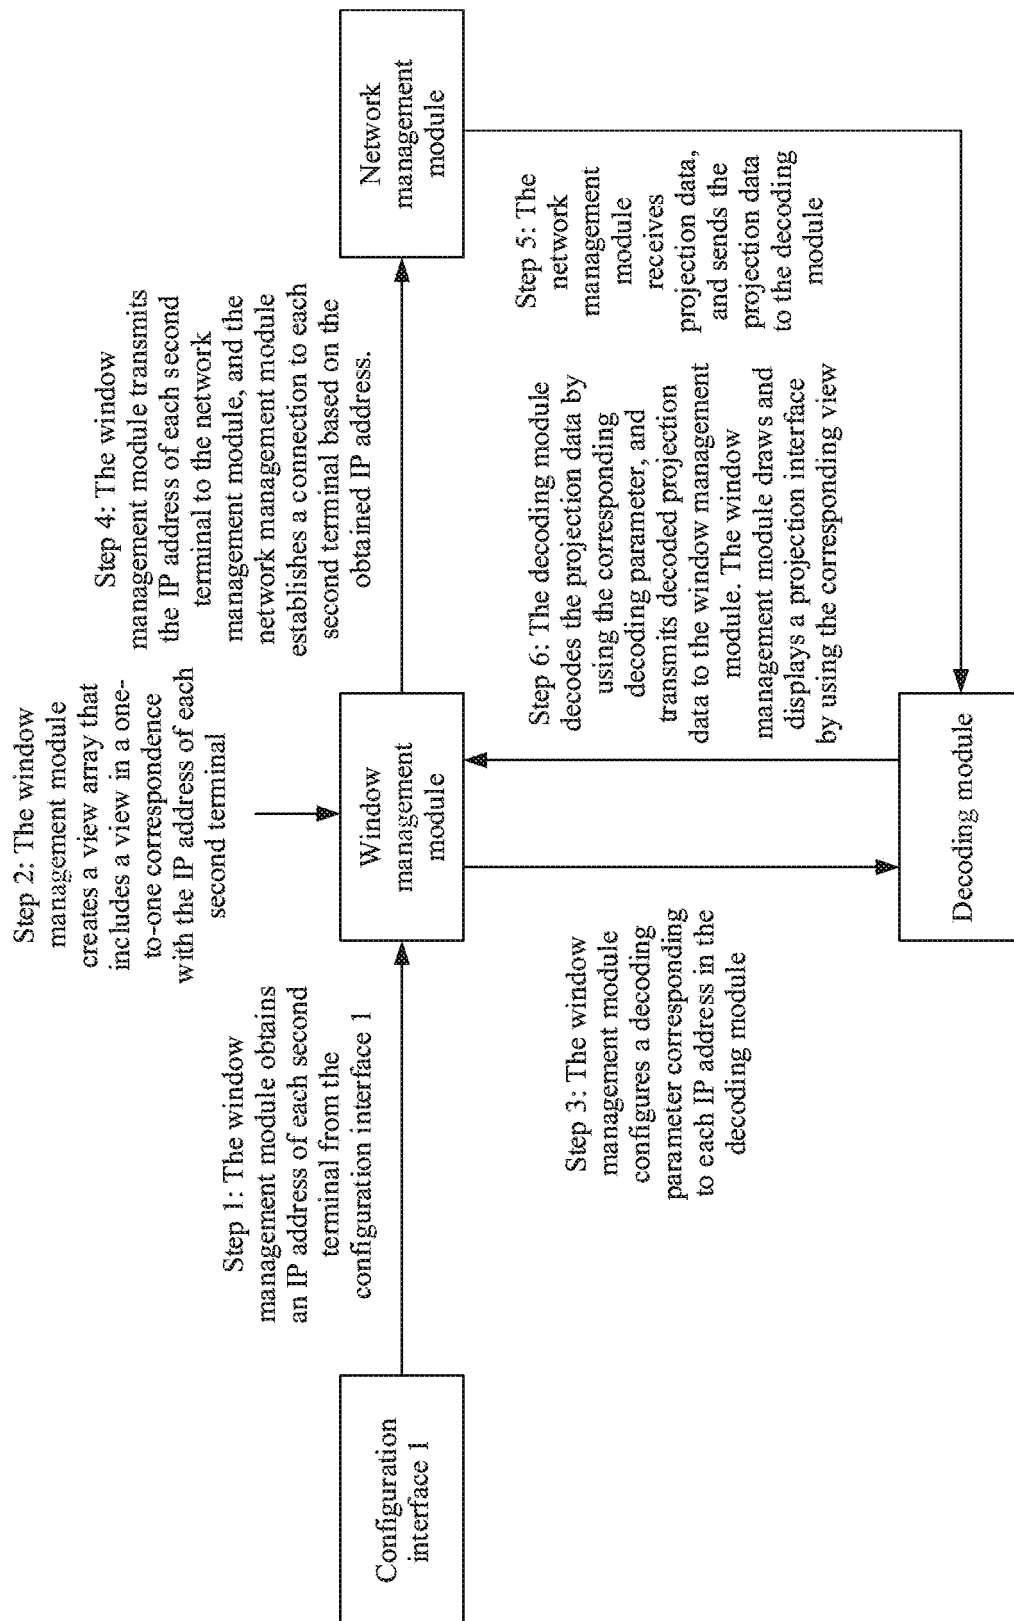 Configuration
interface 1
Step 1: The window
management module obtains
an IP address of each second
terminal from the
configuration interface 1
Step 2: The window
management module
creates a view array that
includes a view in a one-
to-one correspondence
with the IP address of each
second terminal
Window
management
module
Step 3: The window
management module
configures a decoding
parameter corresponding
to each IP address in the
decoding module
Step 4: The window
management module transmits
the IP address of each second
terminal to the network
management module, and the
network management module
establishes a connection to each
second terminal based on the
obtained IP address.
Network
management
module
Step 5: The
network
management
module
receives
projection data,
and sends the
projection data
to the decoding
module
Step 6: The decoding module
decodes the projection data by
using the corresponding
decoding parameter, and
transmits decoded projection
data to the window management
module. The window
management module draws and
displays a projection interface
by using the corresponding view
Decoding module